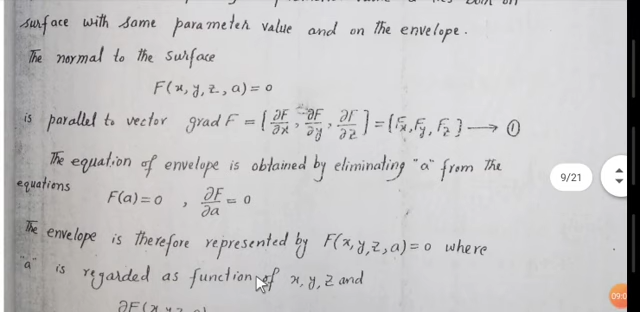 surface with same parameter value and on the envelope.
The normal to the surface
F(x, y, z, a) = 0
is parallel to vector grad F = [∂F/∂x, ∂F/∂y, ∂F/∂z] = [Fx, Fy, Fz] → ①
The equation of envelope is obtained by eliminating "a" from the
equations
F(a) = 0 , ∂F/∂a = 0
9/21
The envelope is therefore represented by F(x, y, z, a) = 0 where
"a" is regarded as function of x, y, z and
09:0